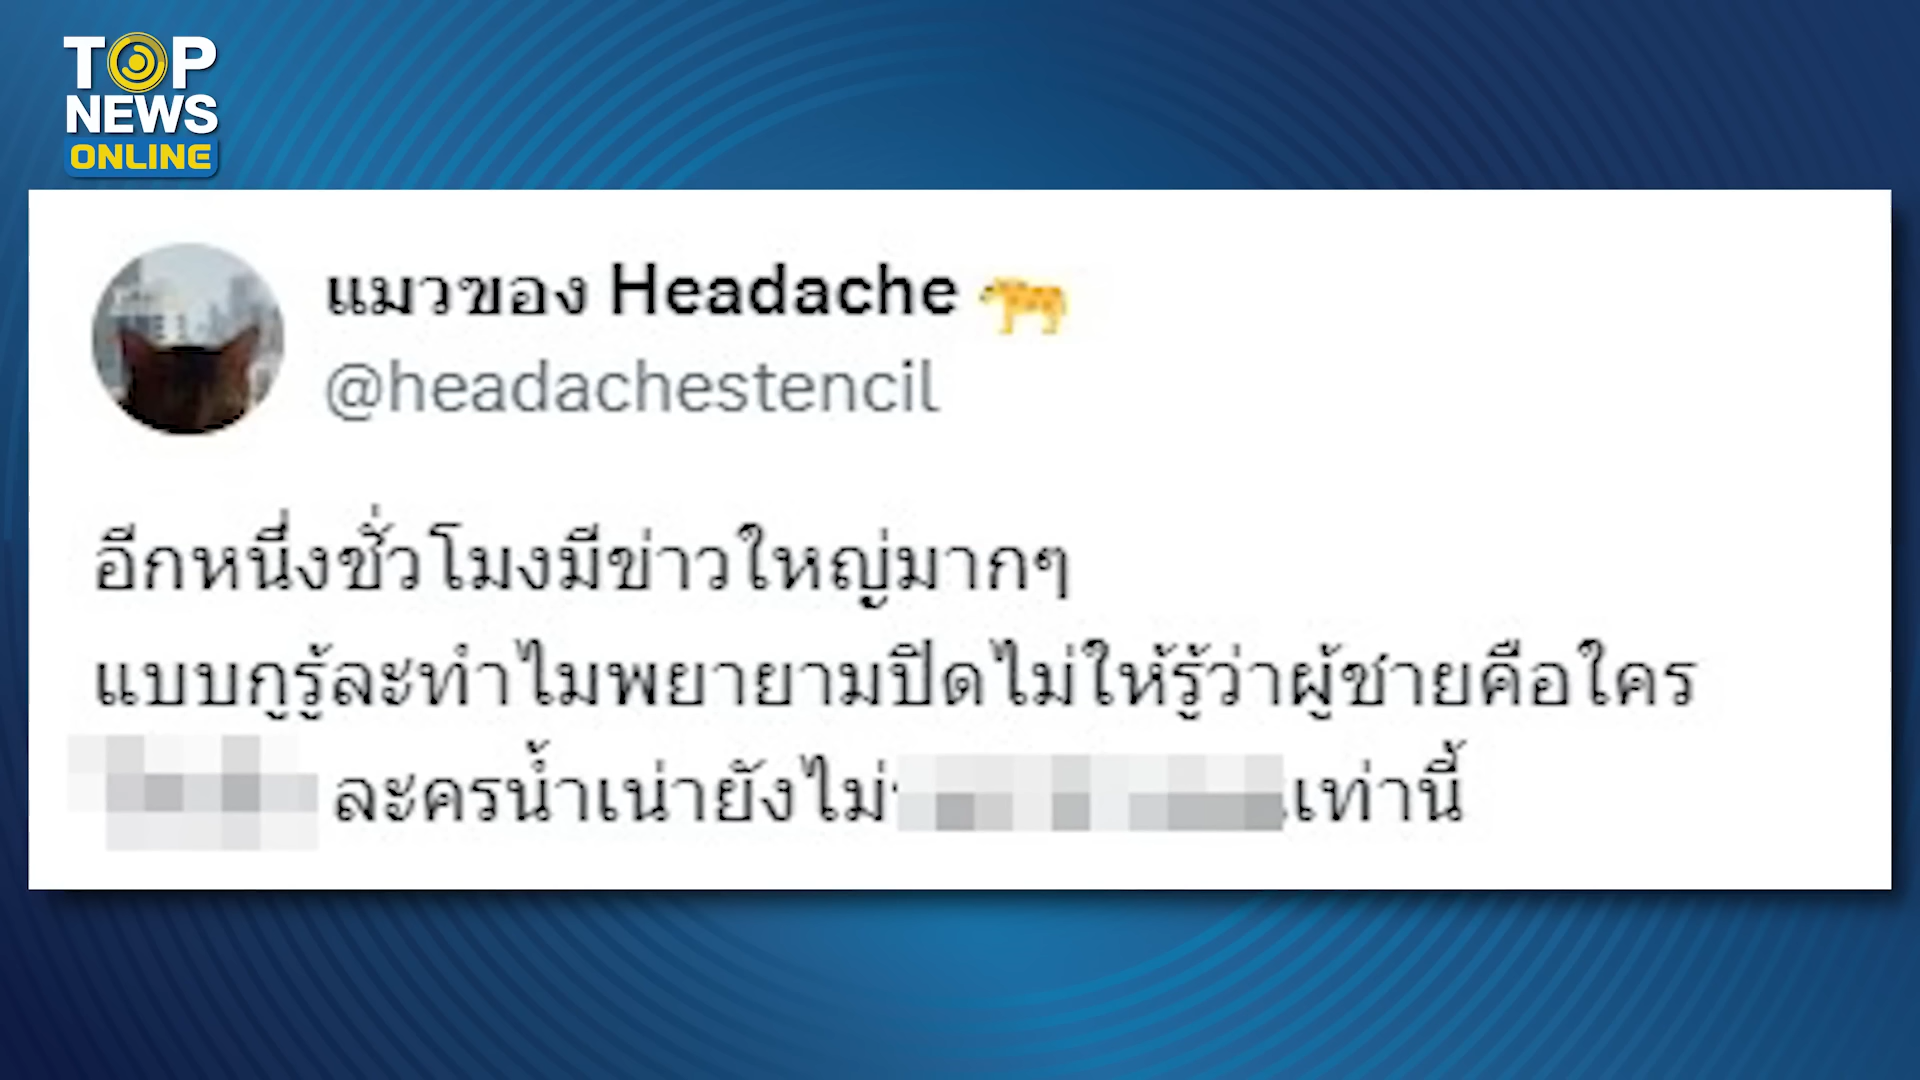 TOP
NEWS
ONLINE
แมวของ Headache
@headachestencil
อีกหนึ่งชั่วโมงมีข่าวใหญ่มากๆ
แบบกูรู้ละทำไมพยายามปิดไม่ให้รู้ว่าผู้ชายคือใคร
ละครน้ำเน่ายังไม่ เท่านี้